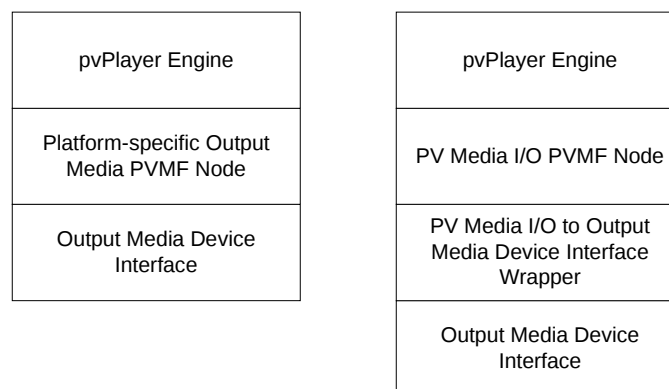 pvPlayer Engine
Platform-specific Output
Media PVMF Node
Output Media Device
Interface
pvPlayer Engine
PV Media I/O PVMF Node
PV Media I/O to Output
Media Device Interface
Wrapper
Output Media Device
Interface